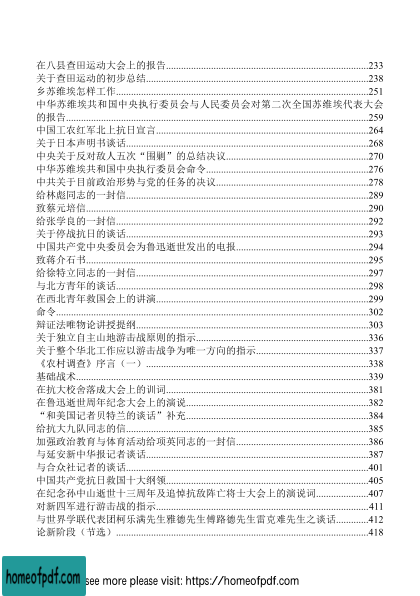 在八县查田运动大会上的报告....................................................................................233
关于查田运动的初步总结............................................................................................238
乡苏维埃怎样工作........................................................................................................251
中华苏维埃共和国中央执行委员会与人民委员会对第二次全国苏维埃代表大会
的报告............................................................................................................................259
中国工农红军北上抗日宣言........................................................................................264
关于日本声明书谈话....................................................................................................268
中央关于反对敌人五次“围剿”的总结决议............................................................270
中华苏维埃共和国中央执行委员会命令....................................................................276
中共关于目前政治形势与党的任务的决议................................................................278
给林彪同志的一封信....................................................................................................289
致蔡元培信....................................................................................................................290
给张学良的一封信........................................................................................................292
关于停战抗日的谈话....................................................................................................293
中国共产党中央委员会为鲁迅逝世发出的电报........................................................294
致蒋介石书....................................................................................................................295
给徐特立同志的一封信................................................................................................297
与北方青年的谈话........................................................................................................298
在西北青年救国会上的讲演........................................................................................299
命令................................................................................................................................302
辩证法唯物论讲授提纲................................................................................................303
关于独立自主山地游击战原则的指示........................................................................336
关于整个华北工作应以游击战争为唯一方向的指示................................................337
《农村调查》序言（一）............................................................................................338
基础战术........................................................................................................................339
在抗大校舍落成大会上的训词....................................................................................381
在鲁迅逝世周年纪念大会上的演说............................................................................382
“和美国记者贝特兰的谈话”补充............................................................................384
给抗大九队同志的信....................................................................................................385
加强政治教育与体育活动给项英同志的一封信........................................................386
与延安新中华报记者谈话............................................................................................387
与合众社记者的谈话....................................................................................................401
中国共产党抗日救国十大纲领....................................................................................405
在纪念孙中山逝世十三周年及追悼抗敌阵亡将士大会上的演说词........................407
对新四军进行游击战的指示........................................................................................411
与世界学联代表团柯乐满先生雅德先生傅路德先生雷克难先生之谈话................412
论新阶段（节选）........................................................................................................418
homeofpdf.com see more please visit: https://homeofpdf.com